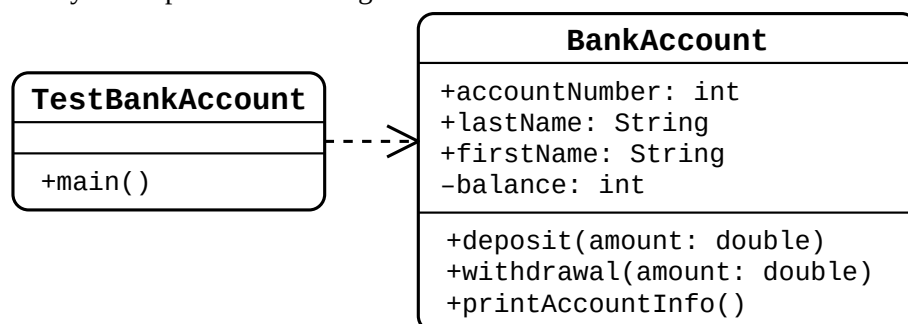 TestBankAccount
+main()
BankAccount
+accountNumber: int
+lastName: String
+firstName: String
–balance: int
+deposit(amount: double)
+withdrawal(amount: double)
+printAccountInfo()